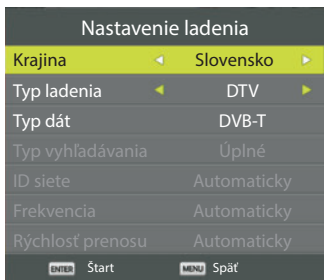 Nastavenie ladenia
Krajina Slovensko
Typ ladenia DTV
Typ dát DVB-T
Typ vyhľadávania Úplné
ID siete Automaticky
Frekvencia Automaticky
Rýchlosť prenosu Automaticky
ENTER Štart MENU Späť